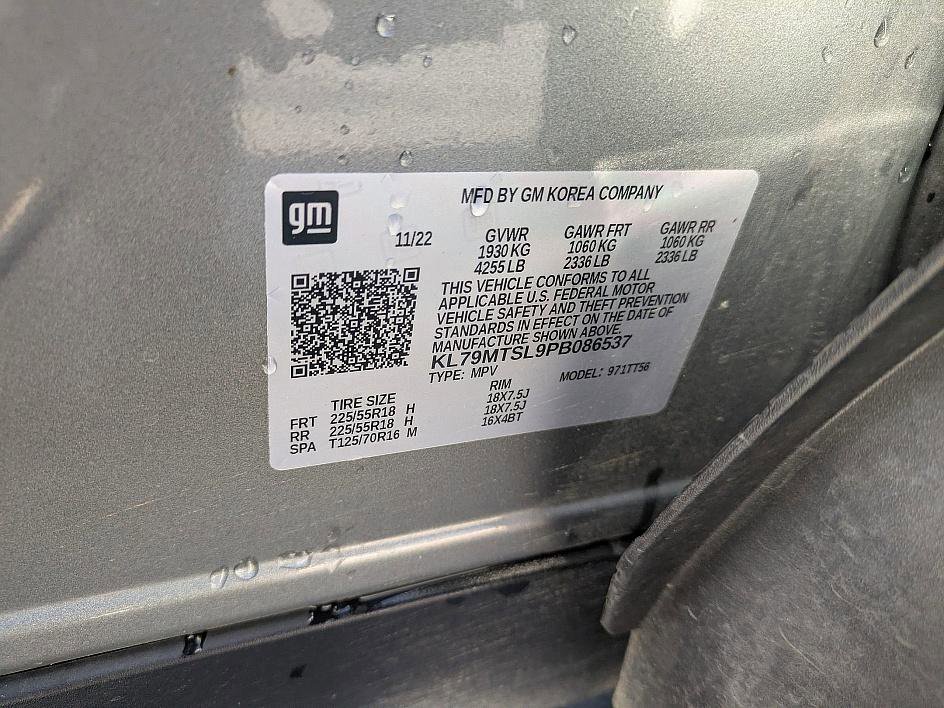 gm
MFD BY GM KOREA COMPANY
11/22 GVWR GAWR FRT GAWR RR
1930 KG 1060 KG 1060 KG
4255 LB 2336 LB 2336 LB
THIS VEHICLE CONFORMS TO ALL
APPLICABLE U.S. FEDERAL MOTOR
VEHICLE SAFETY AND THEFT PREVENTION
STANDARDS IN EFFECT ON THE DATE OF
MANUFACTURE SHOWN ABOVE.
KL79MTSL9PB086537
TYPE: MPV MODEL: 971TT56
TIRE SIZE RIM
FRT 225/55R18 H 18X7.5J
RR 225/55R18 H 18X7.5J
SPA T125/70R16 M 16X4BT